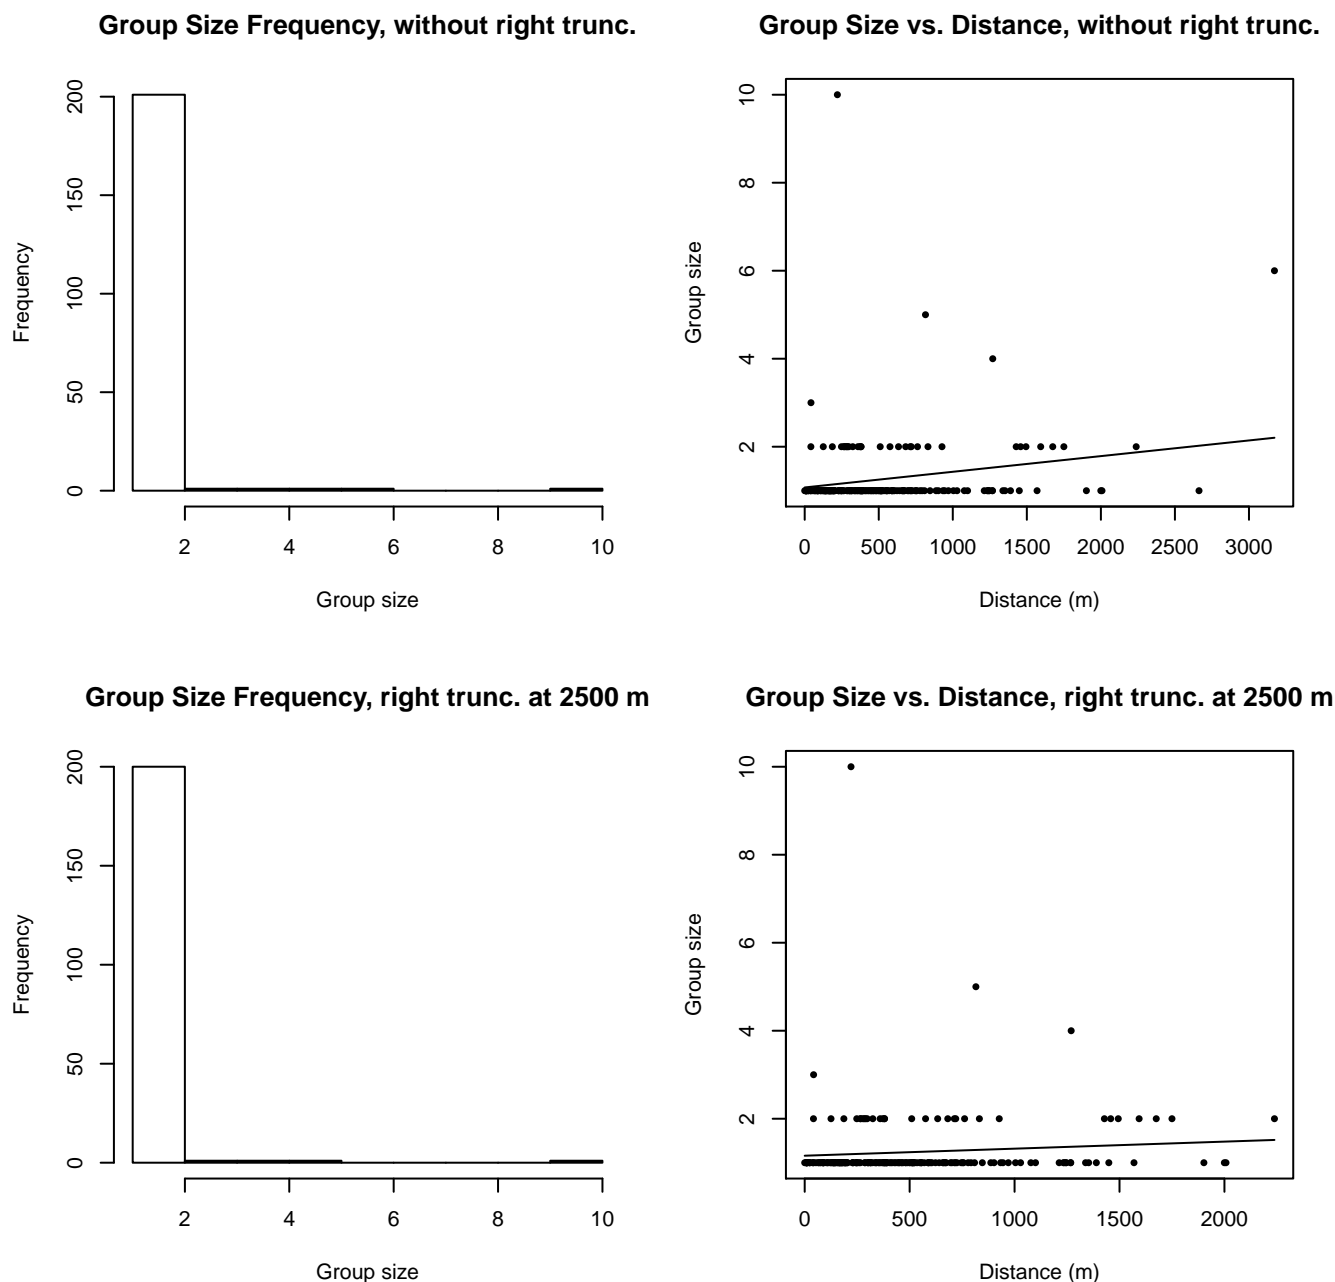 Group Size Frequency, without right trunc.
Frequency
0 50 100 150 200
2 4 6 8 10
Group size
Group Size vs. Distance, without right trunc.
Group size
2 4 6 8 10
0 500 1000 1500 2000 2500 3000
Distance (m)
Group Size Frequency, right trunc. at 2500 m
Frequency
0 50 100 150 200
2 4 6 8 10
Group size
Group Size vs. Distance, right trunc. at 2500 m
Group size
2 4 6 8 10
0 500 1000 1500 2000
Distance (m)